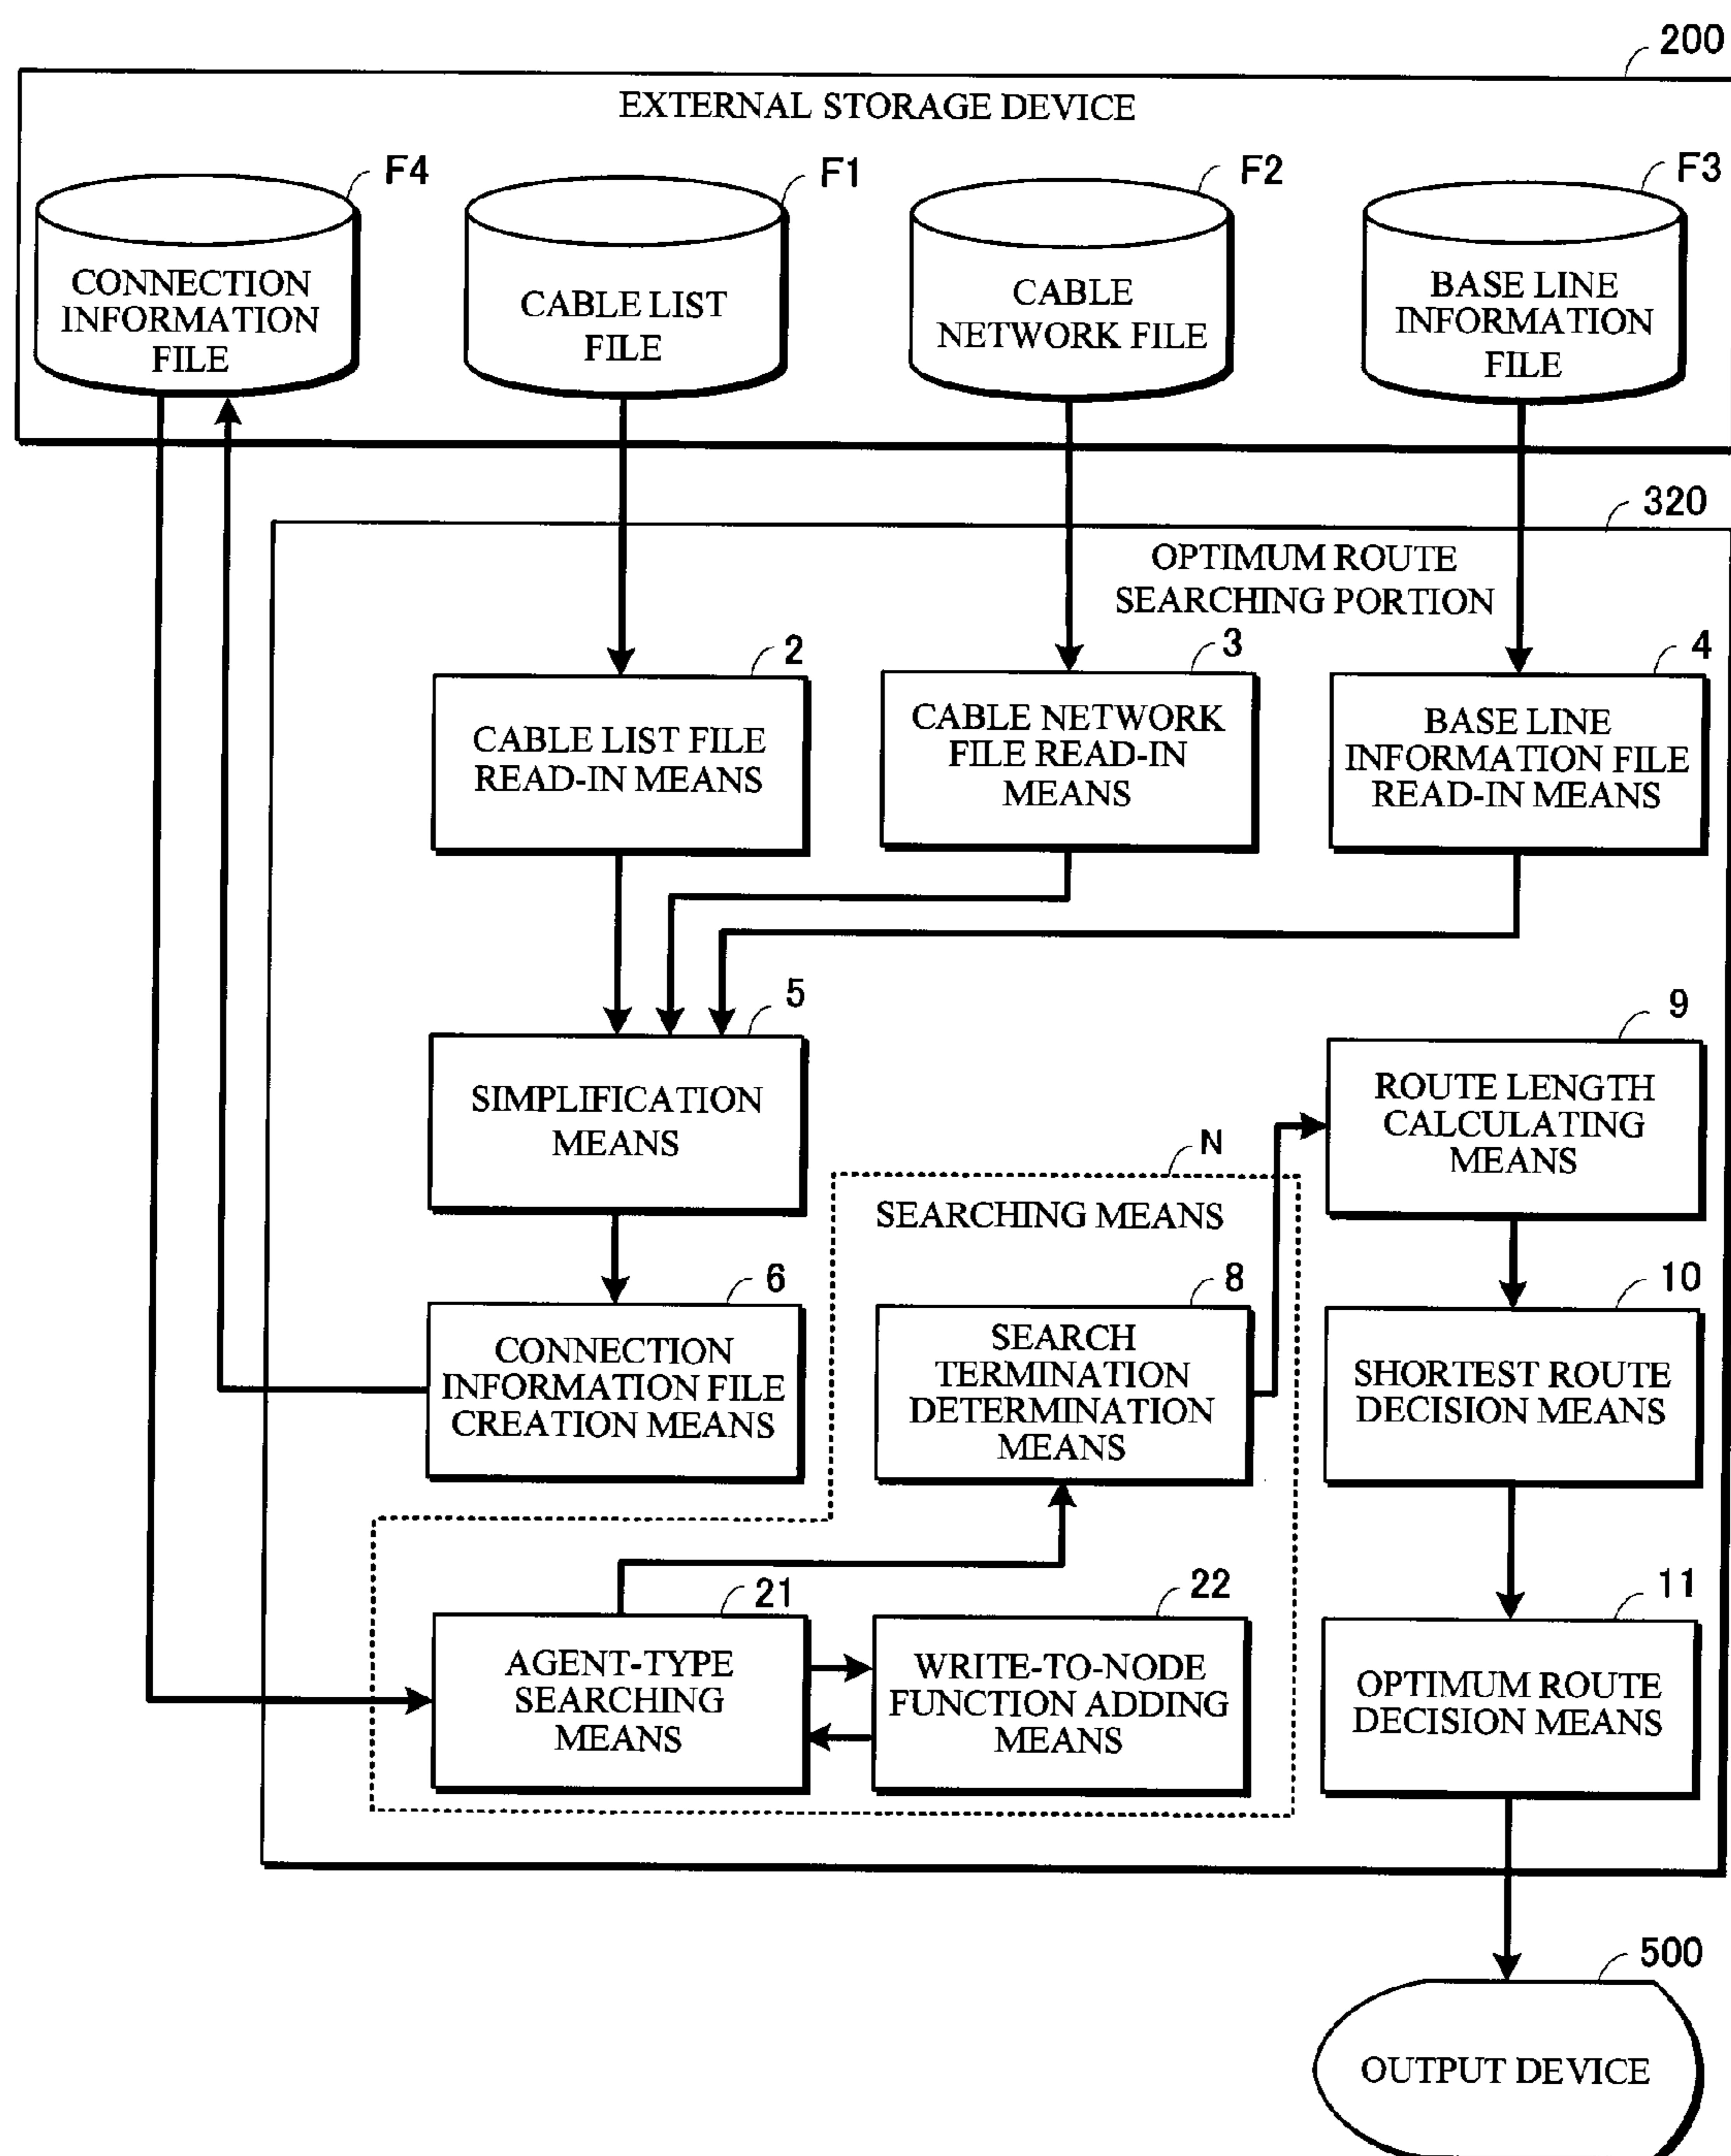 200
EXTERNAL STORAGE DEVICE
F4
F1
F2
F3
CONNECTION
INFORMATION
FILE
CABLE LIST
FILE
CABLE
NETWORK FILE
BASE LINE
INFORMATION
FILE
320
OPTIMUM ROUTE
SEARCHING PORTION
2
3
4
CABLE LIST FILE
READ-IN MEANS
CABLE NETWORK
FILE READ-IN
MEANS
BASE LINE
INFORMATION FILE
READ-IN MEANS
5
9
SIMPLIFICATION
MEANS
ROUTE LENGTH
CALCULATING
MEANS
N
SEARCHING MEANS
6
8
10
CONNECTION
INFORMATION FILE
CREATION MEANS
SEARCH
TERMINATION
DETERMINATION
MEANS
SHORTEST ROUTE
DECISION MEANS
21
22
11
AGENT-TYPE
SEARCHING
MEANS
WRITE-TO-NODE
FUNCTION ADDING
MEANS
OPTIMUM ROUTE
DECISION MEANS
500
OUTPUT DEVICE